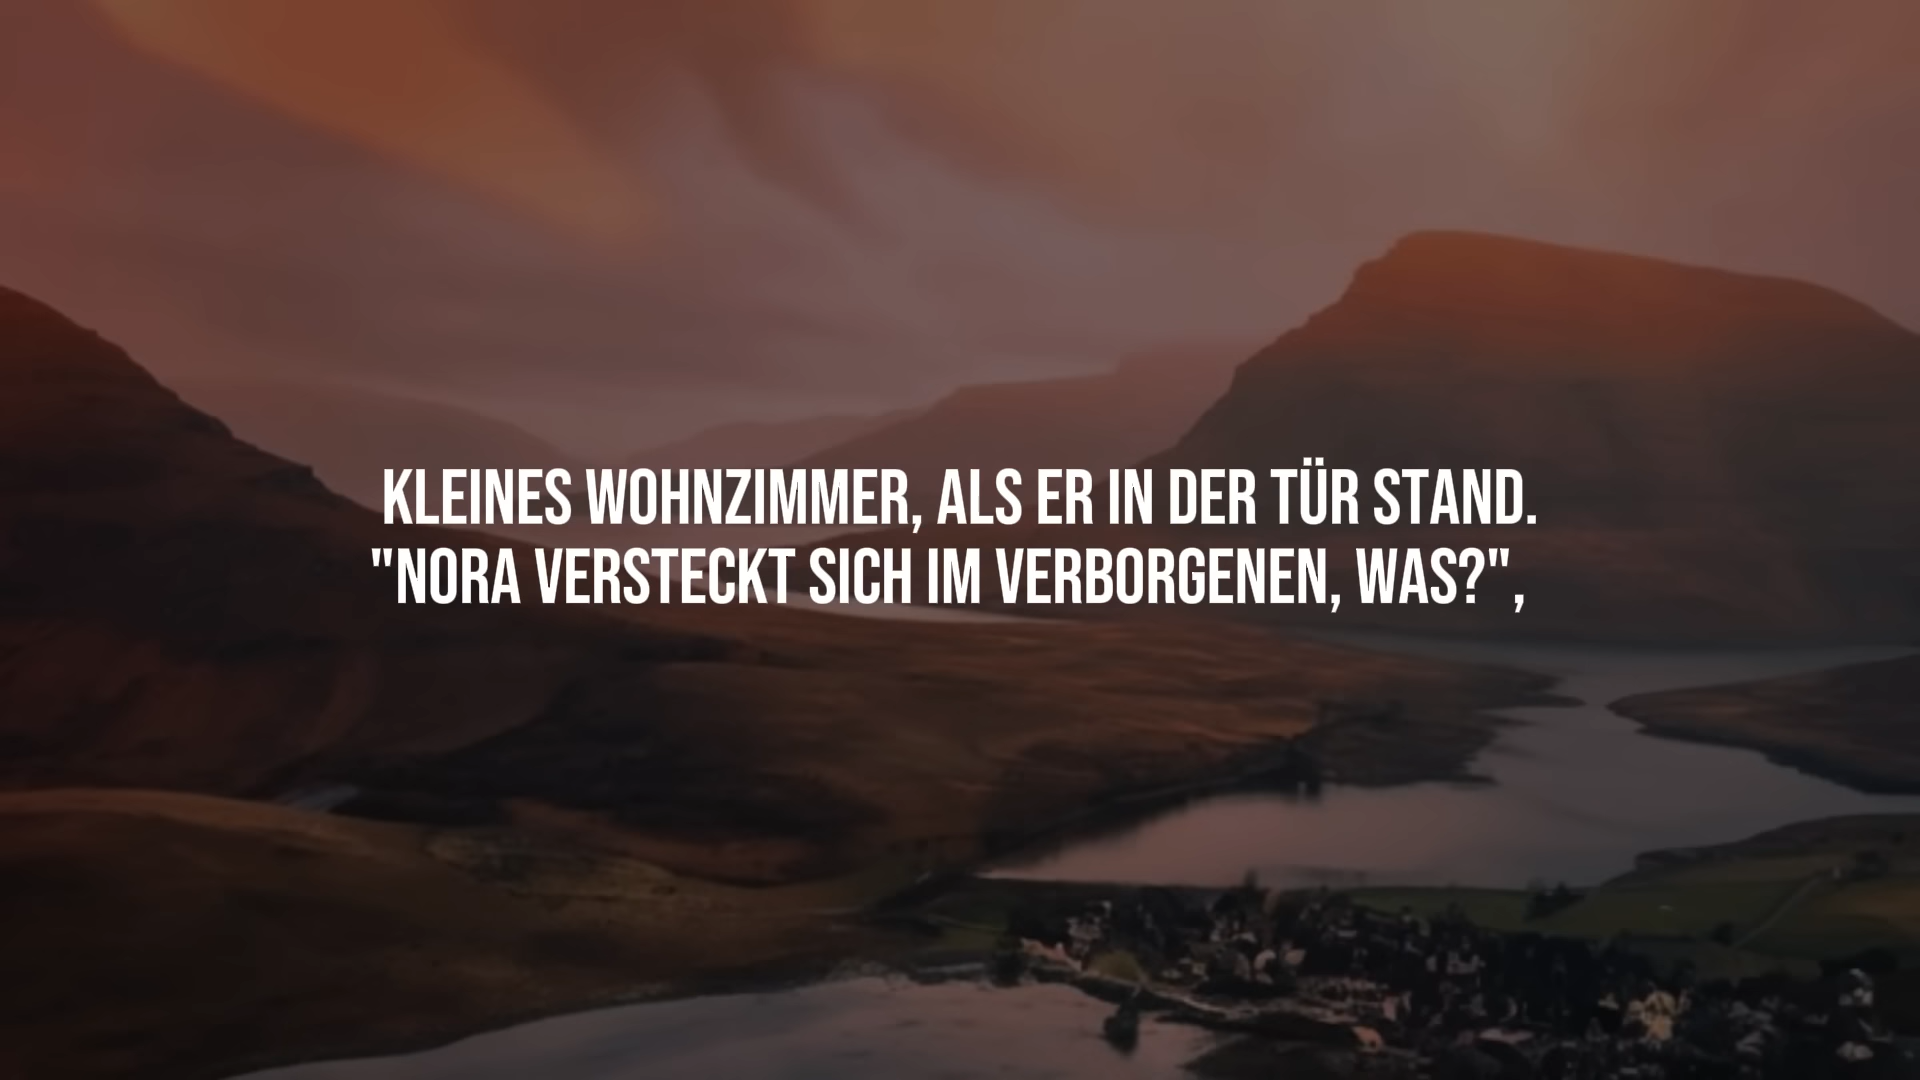 KLEINES WOHNZIMMER, ALS ER IN DER TÜR STAND.
"NORA VERSTECKT SICH IM VERBORGENEN, WAS?",